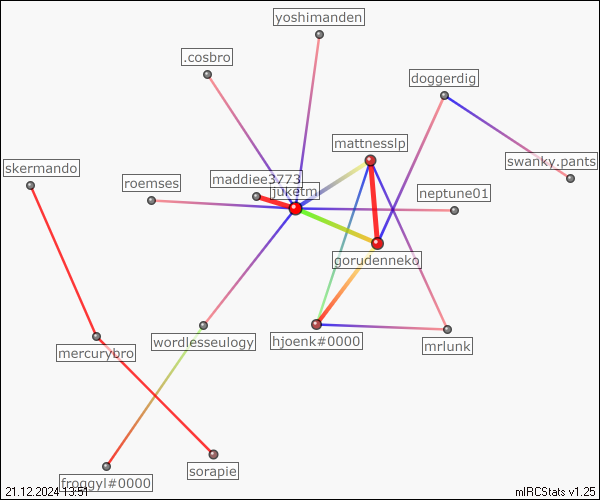 yoshimanden
.cosbro
doggerdig
mattnesslp
swanky.pants
skermando
maddiee3773
roemses
jjuketm
neptune01
gorudenneko
wordlesseulogy
hjoenk#0000
mrlunk
mercurybro
sorapie
froggyl#0000
21.12.2024 13:51
mIRCStats v1.25